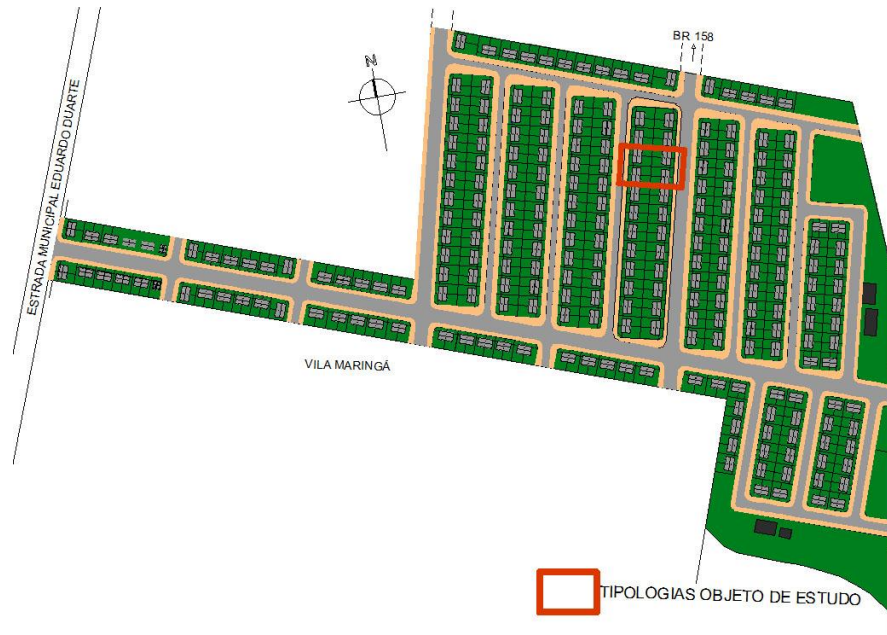 BR 158
N
ESTRADA MUNICIPAL EDUARDO DUARTE
VILA MARINGÁ
TIPOLOGIAS OBJETO DE ESTUDO